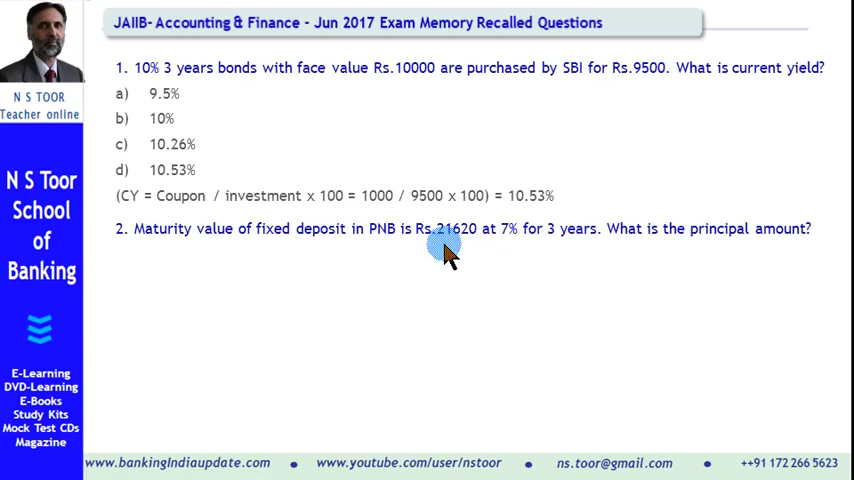 JAIIB- Accounting & Finance - Jun 2017 Exam Memory Recalled Questions
N S TOOR
Teacher online
N S Toor
School
of
Banking
E-Learning
DVD-Learning
E-Books
Study Kits
Mock Test CDs
Magazine
1. 10% 3 years bonds with face value Rs.10000 are purchased by SBI for Rs.9500. What is current yield?
a) 9.5%
b) 10%
c) 10.26%
d) 10.53%
(CY = Coupon / investment x 100 = 1000 / 9500 x 100) = 10.53%
2. Maturity value of fixed deposit in PNB is Rs.21620 at 7% for 3 years. What is the principal amount?
www.bankingIndiaupdate.com • www.youtube.com/user/nstoor • ns.toor@gmail.com • ++91 172 266 5623